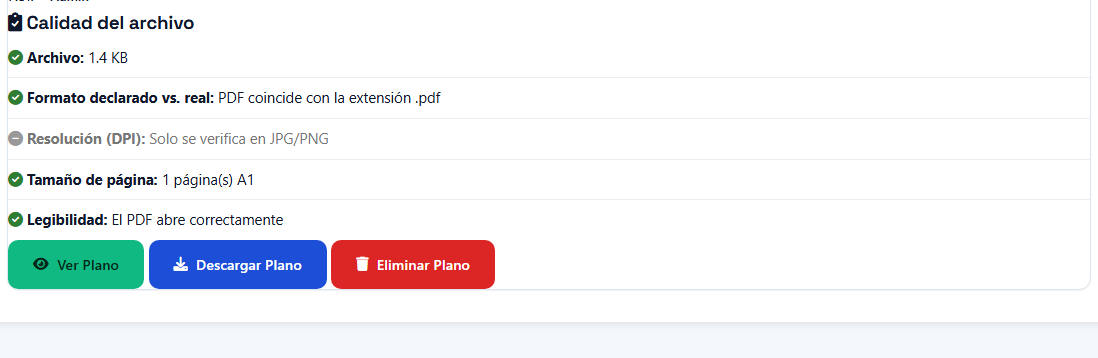 Calidad del archivo
Archivo: 1.4 KB
Formato declarado vs. real: PDF coincide con la extensión .pdf
Resolución (DPI): Solo se verifica en JPG/PNG
Tamaño de página: 1 página(s) A1
Legibilidad: El PDF abre correctamente
Ver Plano Descargar Plano Eliminar Plano